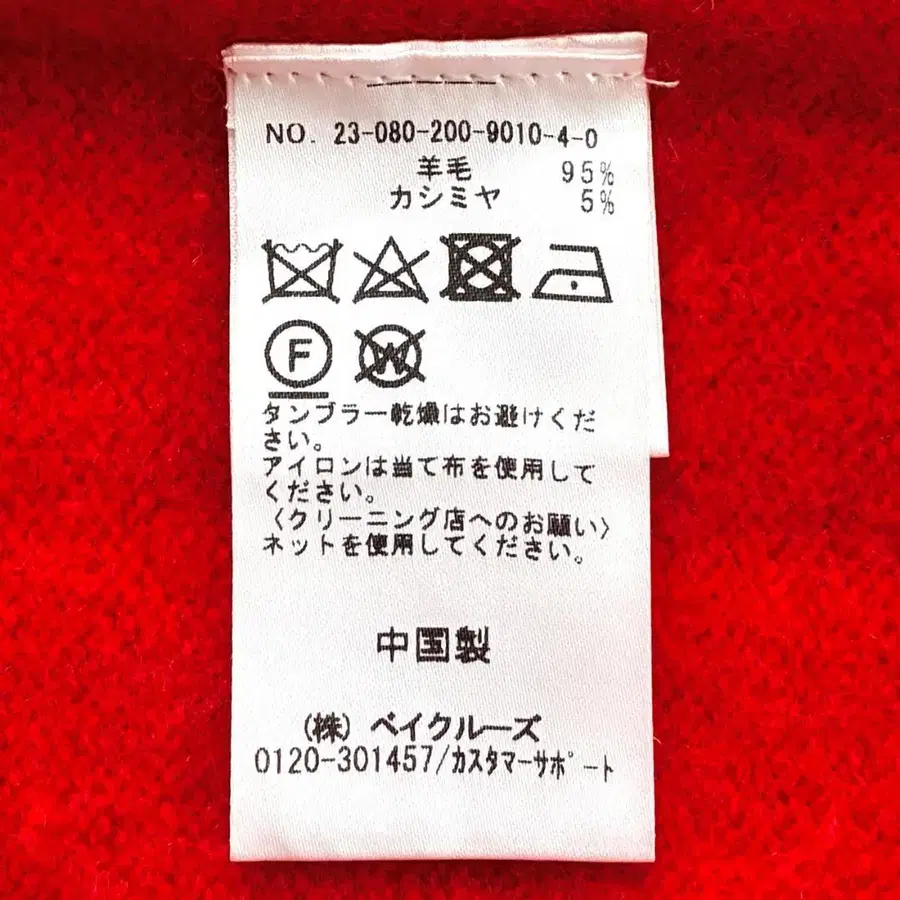 NO. 23-080-200-9010-4-0
羊毛 95%
カシミヤ 5%
F W
タンブラー乾燥はお避けくだ
さい。
アイロンは当て布を使用して
ください。
〈クリーニング店へのお願い〉
ネットを使用してください。
中国製
(株) ベイクルーズ
0120-301457/カスタマーサポート